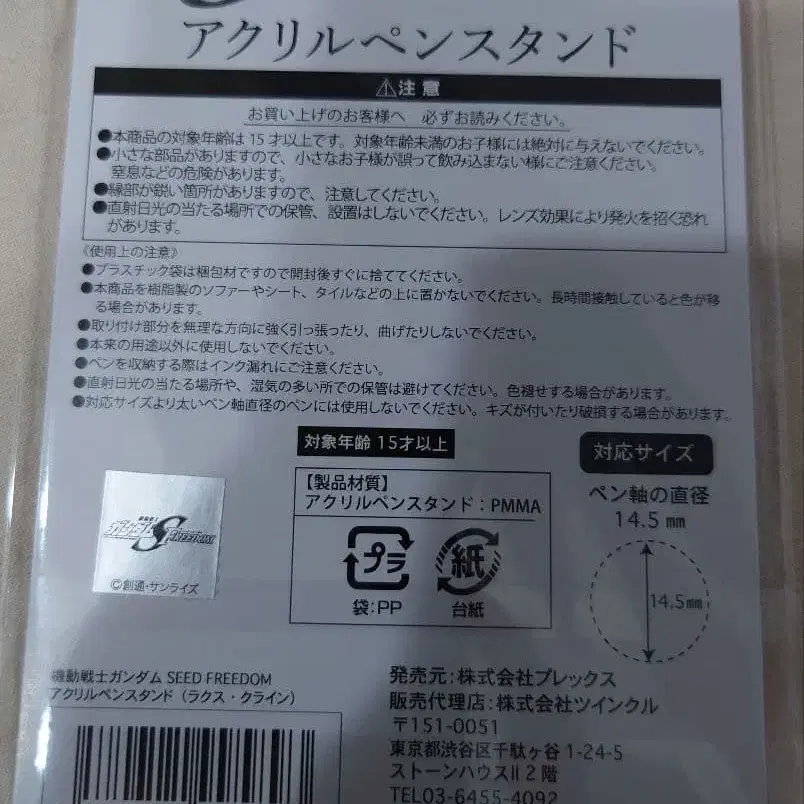 アクリルペンスタンド
⚠注意
お買い上げのお客様へ 必ずお読みください。
●本商品の対象年齢は15才以上です。対象年齢未満のお子様には絶対に与えないでください。
●小さな部品がありますので、小さなお子様が誤って飲み込まない様にご注意ください。
窒息などの危険があります。
●縁部が鋭い箇所がありますので、注意してください。
●直射日光の当たる場所での保管、設置はしないでください。レンズ効果により発火を招く恐れ
があります。
《使用上の注意》
●プラスチック袋は梱包材ですので開封後すぐに捨ててください。
●本商品を樹脂製のソファーやシート、タイルなどの上に置かないでください。長時間接触していると色が移
る場合があります。
●取り付け部分を無理な方向に強く引っ張ったり、曲げたりしないでください。
●本来の用途以外に使用しないでください。
●ペンを収納する際はインク漏れにご注意ください。
●直射日光の当たる場所や、湿気の多い所での保管は避けてください。色褪せする場合があります。
●対応サイズより太いペン軸直径のペンには使用しないでください。キズが付いたり破損する場合があります。
対象年齢 15才以上
【製品材質】
アクリルペンスタンド：PMMA
プラ
袋：PP
紙
台紙
対応サイズ
ペン軸の直径
14.5㎜
14.5㎜
SEED FREEDOM
©創通・サンライズ
機動戦士ガンダム SEED FREEDOM
アクリルペンスタンド（ラクス・クライン）
発売元：株式会社プレックス
販売代理店：株式会社ツインクル
〒151-0051
東京都渋谷区千駄ヶ谷1-24-5
ストーンハウスII 2階
TEL03-6455-4092